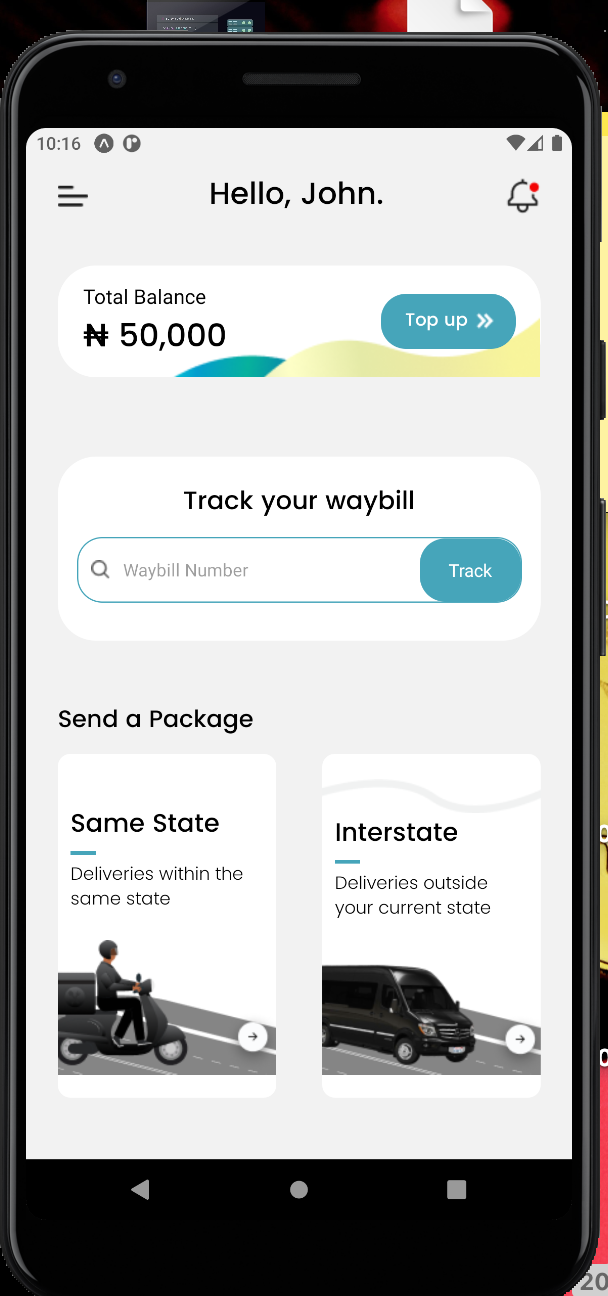 10:16
Hello, John.
Total Balance
₦ 50,000
Top up
Track your waybill
Waybill Number
Track
Send a Package
Same State
Deliveries within the
same state
Interstate
Deliveries outside
your current state
20